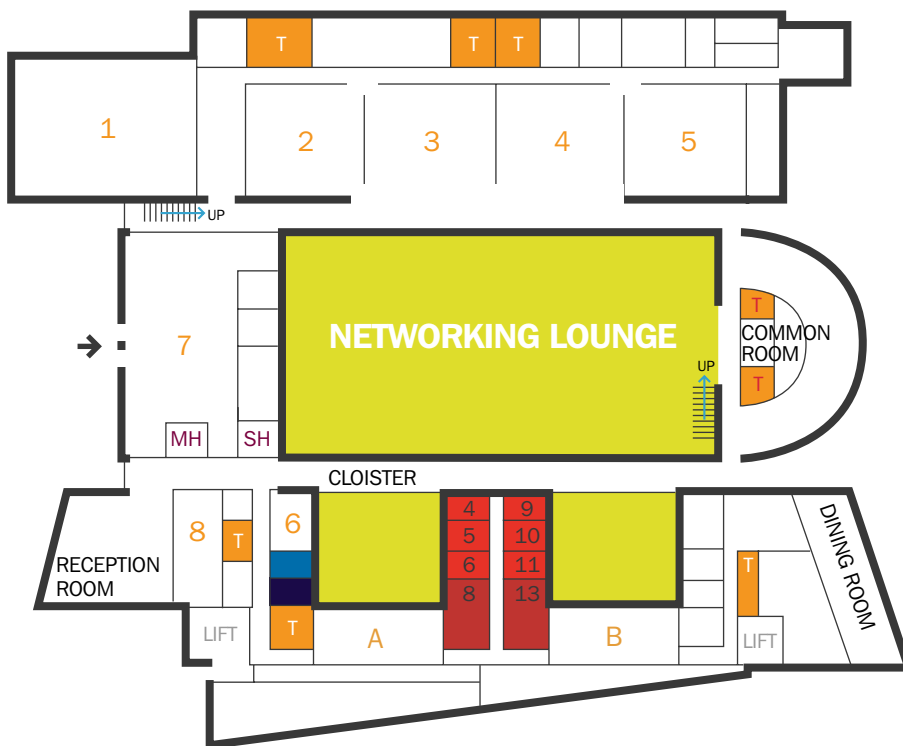 T
T
T
1
2
3
4
5
UP
7
NETWORKING LOUNGE
T
COMMON
ROOM
T
UP
MH
SH
CLOISTER
8
T
6
4
5
6
8
9
10
11
13
RECEPTION
ROOM
DINING ROOM
T
LIFT
T
A
B
LIFT